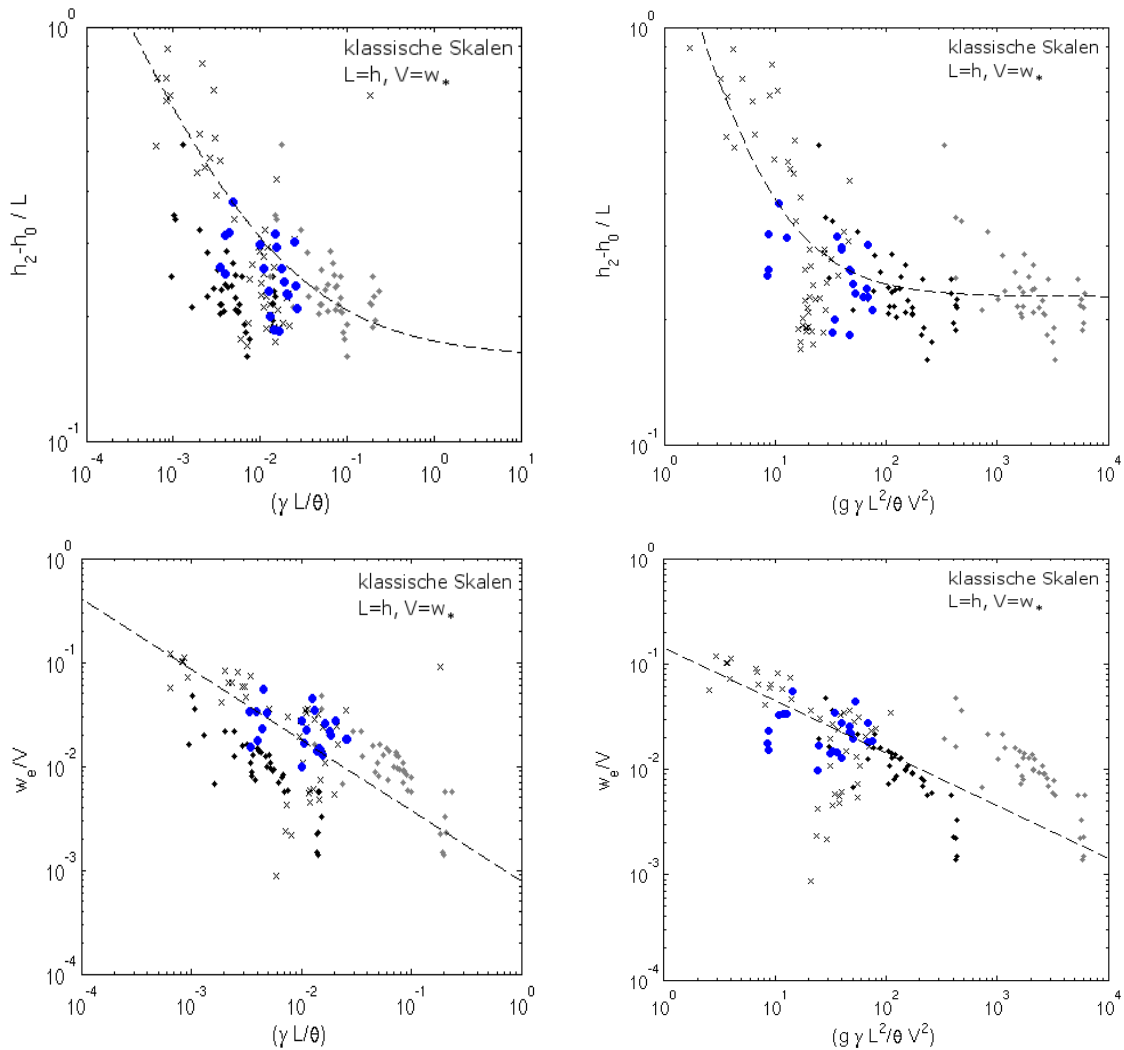 klassische Skalen
L=h, V=w*
h2-h0 / L
10^0
10^-1
10^-4
10^-3
10^-2
10^-1
10^0
10^1
(γ L/θ)
klassische Skalen
L=h, V=w*
h2-h0 / L
10^0
10^-1
10^0
10^1
10^2
10^3
10^4
(g γ L^2/θ V^2)
klassische Skalen
L=h, V=w*
we/V
10^0
10^-1
10^-2
10^-3
10^-4
10^-4
10^-3
10^-2
10^-1
10^0
(γ L/θ)
klassische Skalen
L=h, V=w*
we/V
10^0
10^-1
10^-2
10^-3
10^-4
10^0
10^1
10^2
10^3
10^4
(g γ L^2/θ V^2)